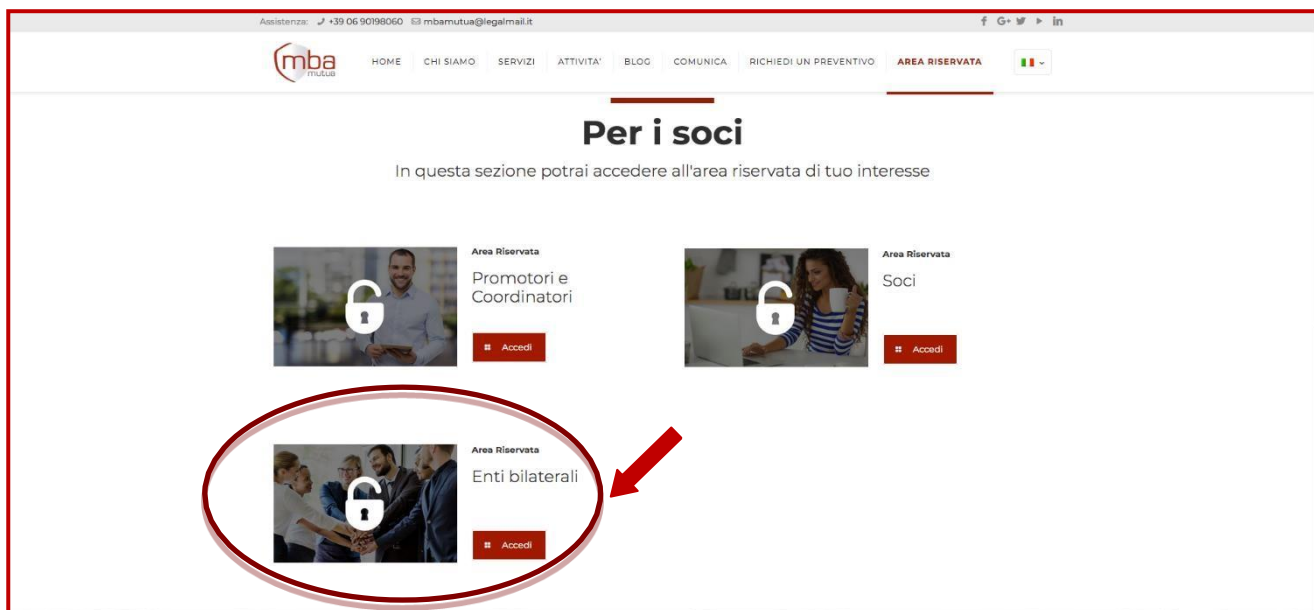 Assistenza: +39 06 90198060 mbamutua@legalmail.it
mba
mutua
HOME CHI SIAMO SERVIZI ATTIVITA' BLOG COMUNICA RICHIEDI UN PREVENTIVO AREA RISERVATA
Per i soci
In questa sezione potrai accedere all'area riservata di tuo interesse
Area Riservata
Promotori e
Coordinatori
Accedi
Area Riservata
Soci
Accedi
Area Riservata
Enti bilaterali
Accedi